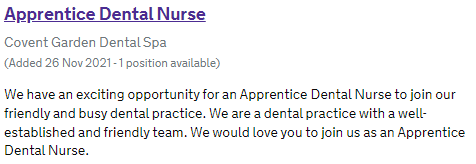 Apprentice Dental Nurse
Covent Garden Dental Spa
(Added 26 Nov 2021 - 1 position available)
We have an exciting opportunity for an Apprentice Dental Nurse to join our
friendly and busy dental practice. We are a dental practice with a well-
established and friendly team. We would love you to join us as an Apprentice
Dental Nurse.